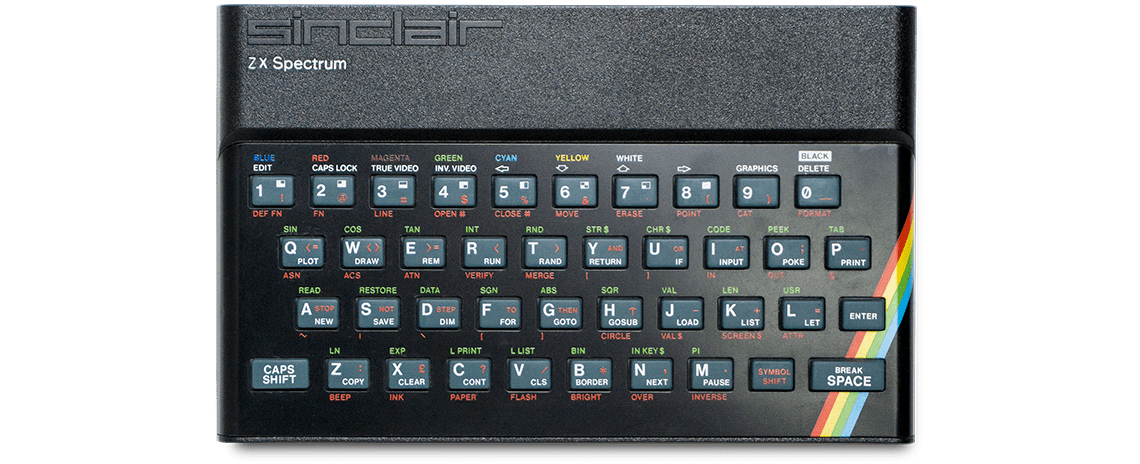 sinclair
ZX Spectrum
BLUE RED MAGENTA GREEN CYAN YELLOW WHITE BLACK
EDIT CAPS LOCK TRUE VIDEO INV. VIDEO GRAPHICS DELETE
1 ! 2 @ 3 # 4 $ 5 % 6 & 7 8 ( 9 ) 0 _
DEF FN FN LINE OPEN # CLOSE # MOVE ERASE POINT CAT FORMAT
SIN COS TAN INT RND STR $ CHR $ CODE PEEK TAB
Q <= W <> E >= R < T > Y AND U OR I AT O ; P
PLOT DRAW REM RUN RAND RETURN IF INPUT POKE PRINT
ASN ACS ATN VERIFY MERGE [ ] IN OUT
READ RESTORE DATA SGN ABS SQR VAL LEN USR
A STOP S NOT D STEP F TO G THEN H ↑ J - K + L = ENTER
NEW SAVE DIM FOR GOTO GOSUB LOAD LIST LET
~ | \ { } CIRCLE VAL $ SCREEN $ ATTR
LN EXP L PRINT L LIST BIN IN KEY $ PI
CAPS SHIFT Z : X £ C ? V / B * N , M . SYMBOL SHIFT BREAK SPACE
COPY CLEAR CONT CLS BORDER NEXT PAUSE
BEEP INK PAPER FLASH BRIGHT OVER INVERSE